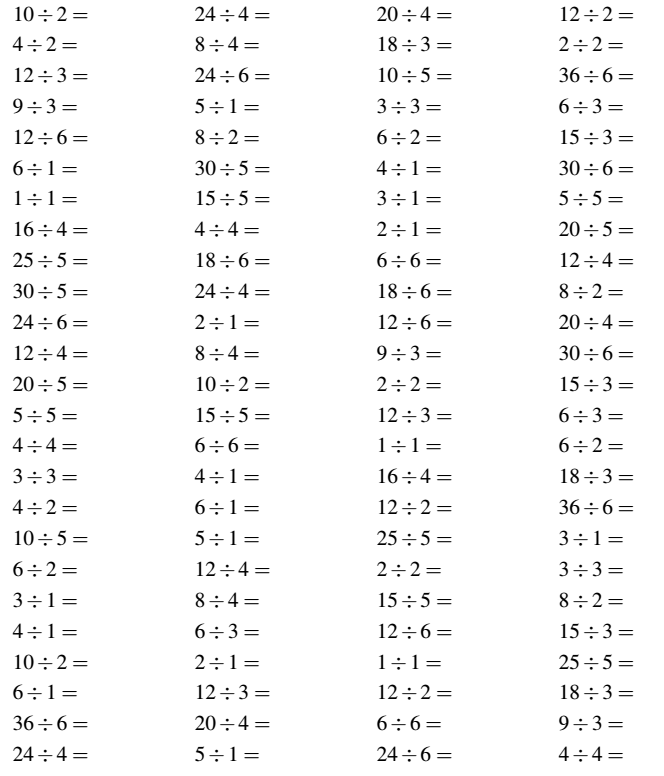 10 ÷ 2 = 24 ÷ 4 = 20 ÷ 4 = 12 ÷ 2 =
4 ÷ 2 = 8 ÷ 4 = 18 ÷ 3 = 2 ÷ 2 =
12 ÷ 3 = 24 ÷ 6 = 10 ÷ 5 = 36 ÷ 6 =
9 ÷ 3 = 5 ÷ 1 = 3 ÷ 3 = 6 ÷ 3 =
12 ÷ 6 = 8 ÷ 2 = 6 ÷ 2 = 15 ÷ 3 =
6 ÷ 1 = 30 ÷ 5 = 4 ÷ 1 = 30 ÷ 6 =
1 ÷ 1 = 15 ÷ 5 = 3 ÷ 1 = 5 ÷ 5 =
16 ÷ 4 = 4 ÷ 4 = 2 ÷ 1 = 20 ÷ 5 =
25 ÷ 5 = 18 ÷ 6 = 6 ÷ 6 = 12 ÷ 4 =
30 ÷ 5 = 24 ÷ 4 = 18 ÷ 6 = 8 ÷ 2 =
24 ÷ 6 = 2 ÷ 1 = 12 ÷ 6 = 20 ÷ 4 =
12 ÷ 4 = 8 ÷ 4 = 9 ÷ 3 = 30 ÷ 6 =
20 ÷ 5 = 10 ÷ 2 = 2 ÷ 2 = 15 ÷ 3 =
5 ÷ 5 = 15 ÷ 5 = 12 ÷ 3 = 6 ÷ 3 =
4 ÷ 4 = 6 ÷ 6 = 1 ÷ 1 = 6 ÷ 2 =
3 ÷ 3 = 4 ÷ 1 = 16 ÷ 4 = 18 ÷ 3 =
4 ÷ 2 = 6 ÷ 1 = 12 ÷ 2 = 36 ÷ 6 =
10 ÷ 5 = 5 ÷ 1 = 25 ÷ 5 = 3 ÷ 1 =
6 ÷ 2 = 12 ÷ 4 = 2 ÷ 2 = 3 ÷ 3 =
3 ÷ 1 = 8 ÷ 4 = 15 ÷ 5 = 8 ÷ 2 =
4 ÷ 1 = 6 ÷ 3 = 12 ÷ 6 = 15 ÷ 3 =
10 ÷ 2 = 2 ÷ 1 = 1 ÷ 1 = 25 ÷ 5 =
6 ÷ 1 = 12 ÷ 3 = 12 ÷ 2 = 18 ÷ 3 =
36 ÷ 6 = 20 ÷ 4 = 6 ÷ 6 = 9 ÷ 3 =
24 ÷ 4 = 5 ÷ 1 = 24 ÷ 6 = 4 ÷ 4 =